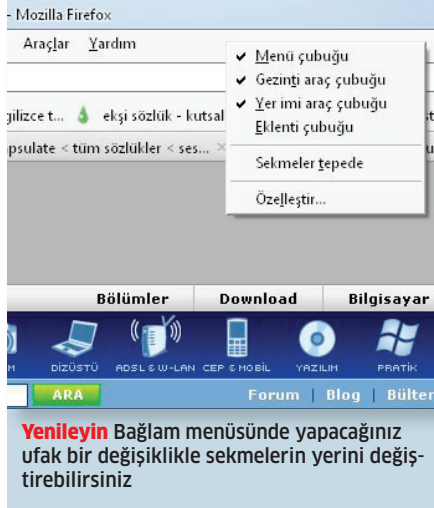 - Mozilla Firefox
Araçlar Yardım
Menü çubuğu
Gezinti araç çubuğu
Yer imi araç çubuğu
Eklenti çubuğu
Sekmeler tepede
Özelleştir...
gilizce t... ekşi sözlük - kutsal
psulate < tüm sözlükler < ses...
Bölümler Download Bilgisayar
DİZÜSTÜ ADSL & W-LAN CEP & MOBİL YAZILIM PRATİK
ARA Forum | Blog | Bülten
Yenileyin Bağlam menüsünde yapacağınız
ufak bir değişiklikle sekmelerin yerini değiş-
tirebilirsiniz